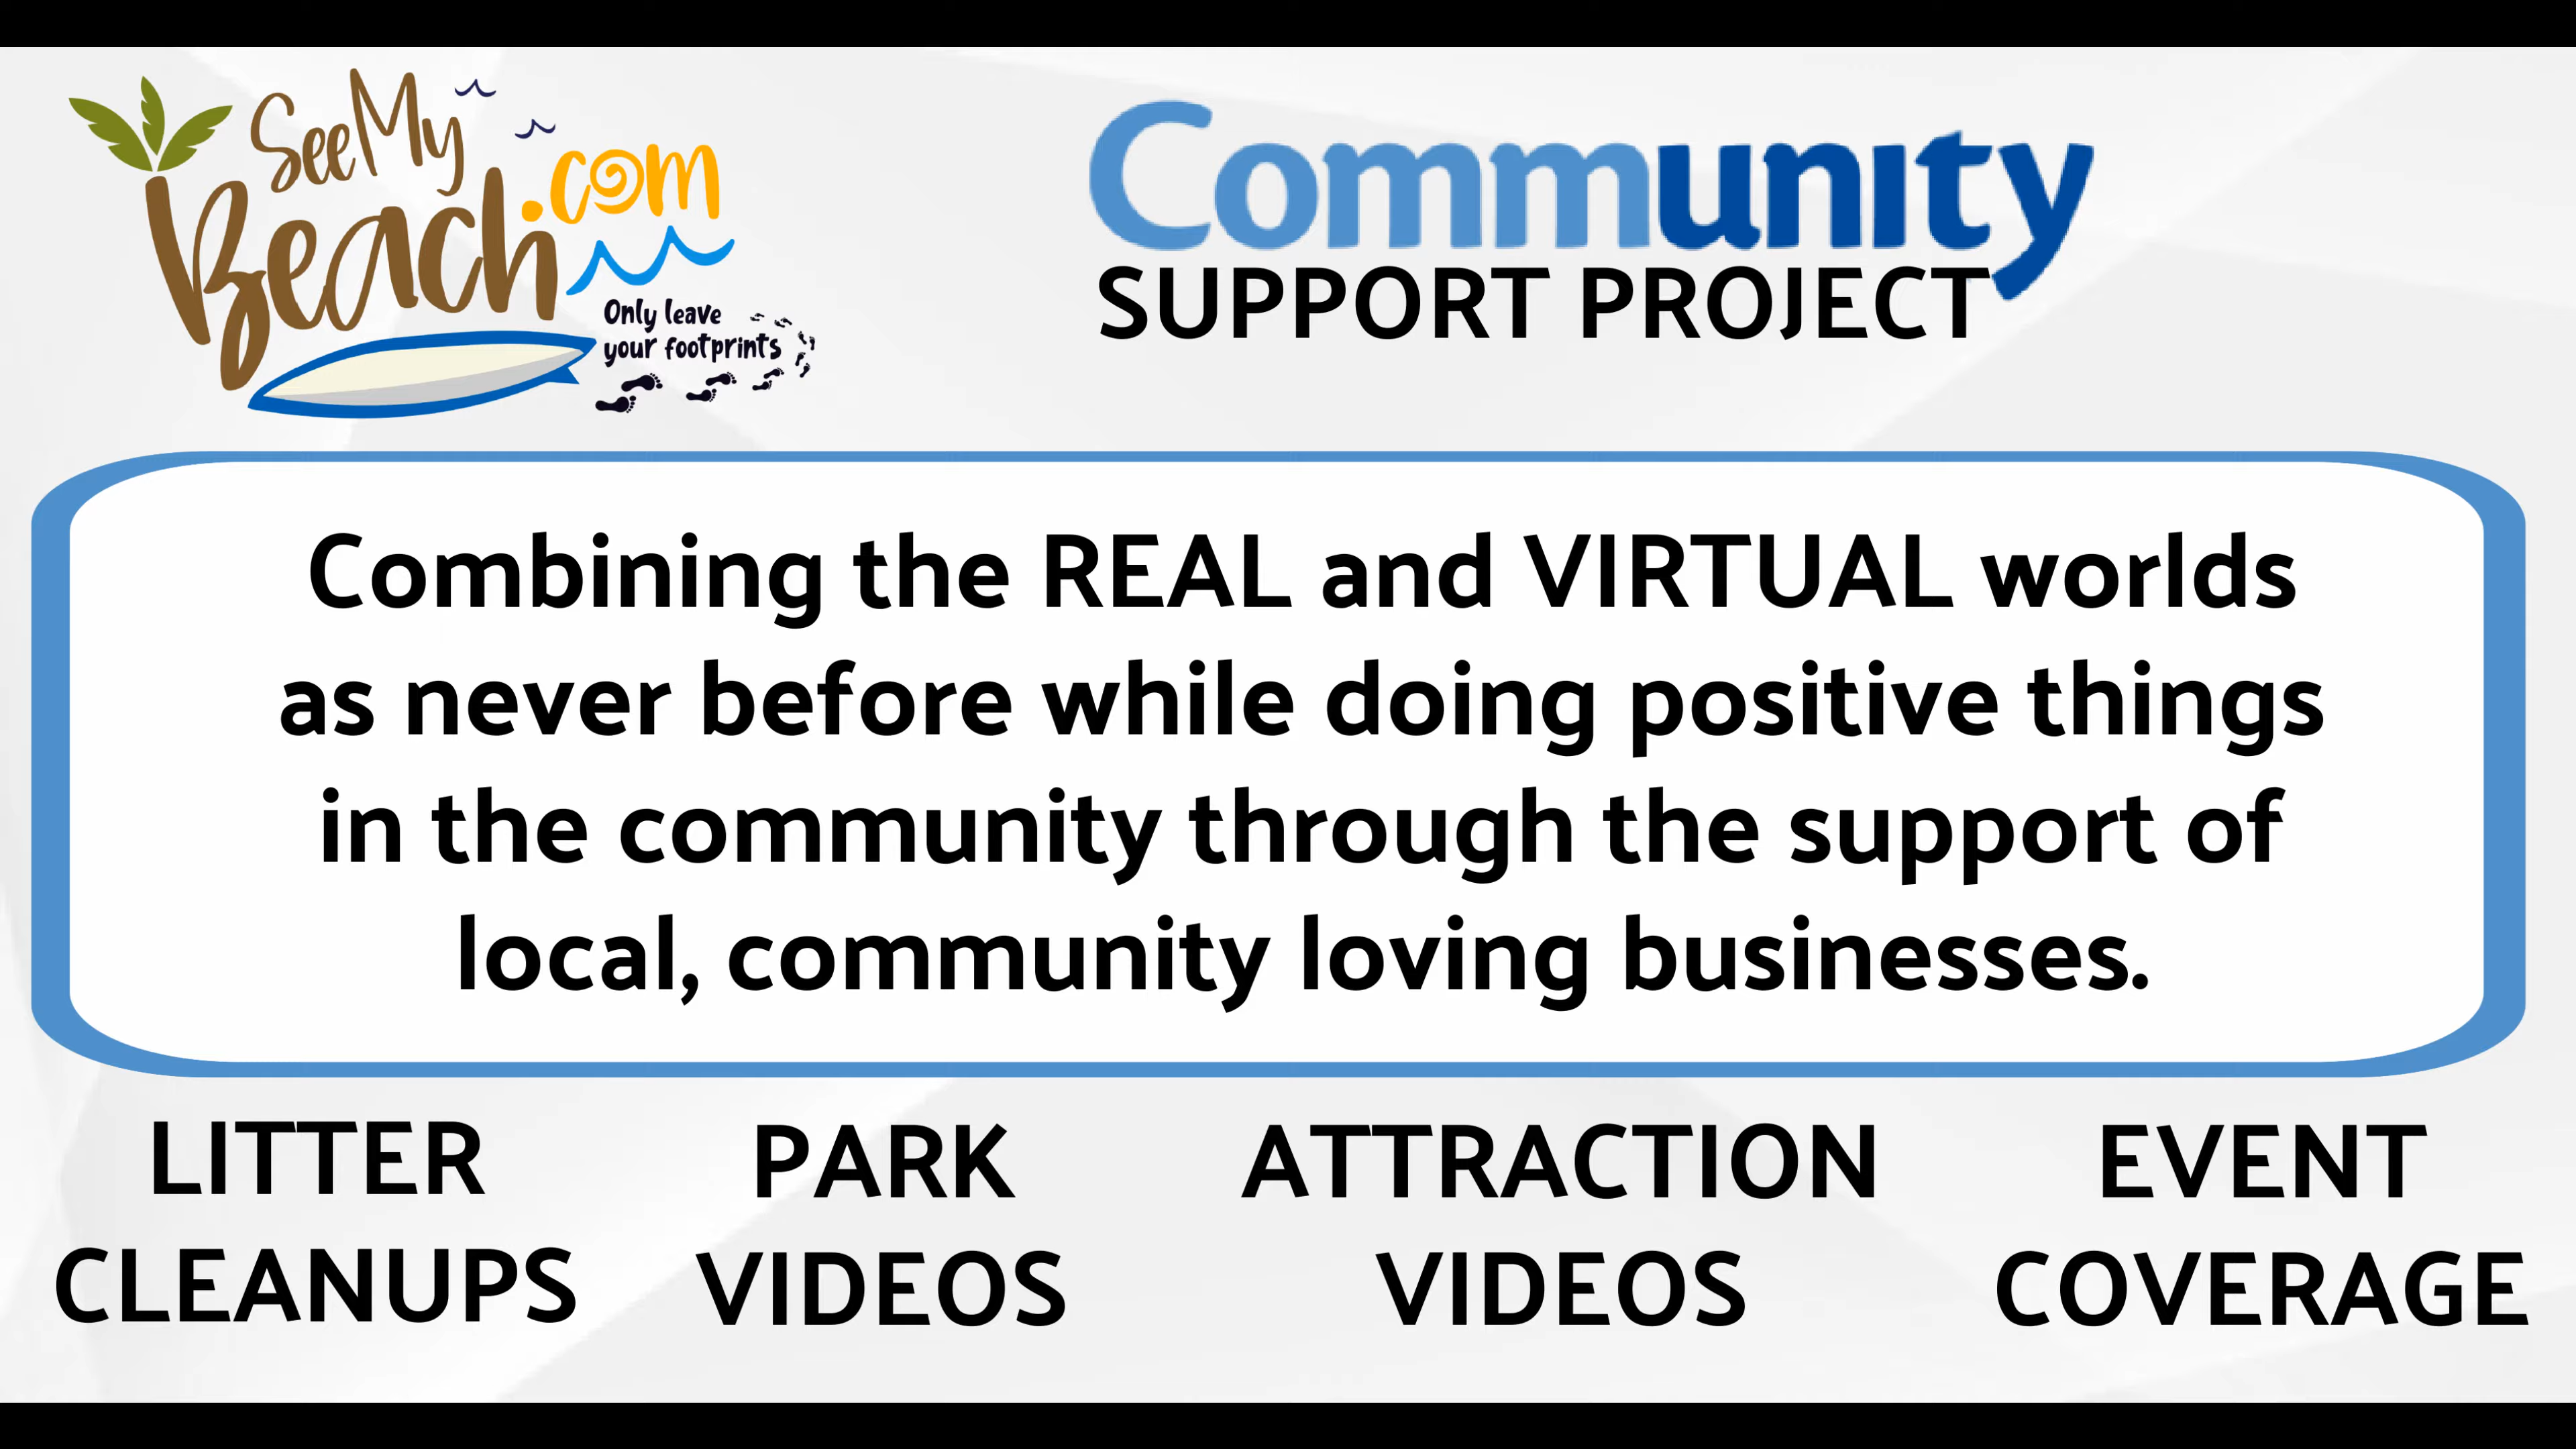 See My
Beach.com
Only leave
your footprints
Community
SUPPORT PROJECT
Combining the REAL and VIRTUAL worlds
as never before while doing positive things
in the community through the support of
local, community loving businesses.
LITTER
CLEANUPS
PARK
VIDEOS
ATTRACTION
VIDEOS
EVENT
COVERAGE